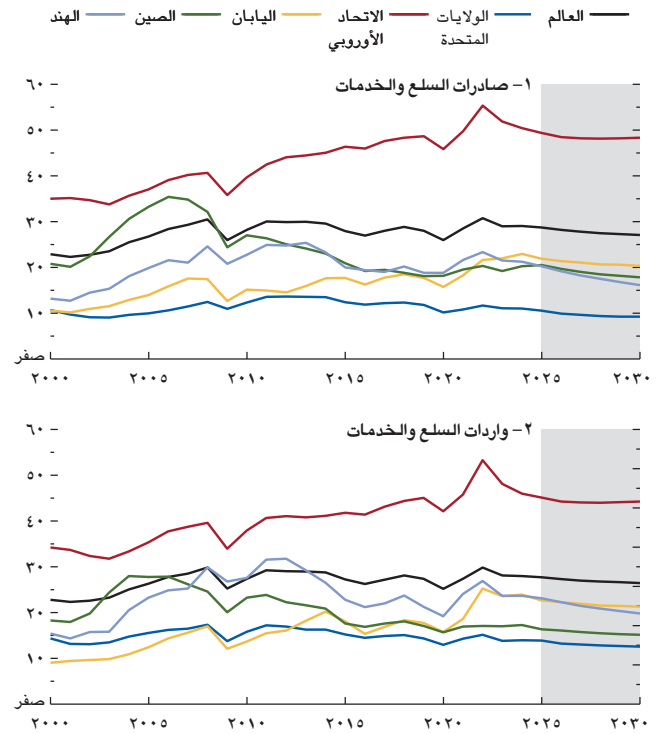 العالم الولايات المتحدة الاتحاد الأوروبي اليابان الصين الهند
١- صادرات السلع والخدمات
٦٠
٥٠
٤٠
٣٠
٢٠
١٠
صفر
٢٠٠٠ ٢٠٠٥ ٢٠١٠ ٢٠١٥ ٢٠٢٠ ٢٠٢٥ ٢٠٣٠
٢- واردات السلع والخدمات
٦٠
٥٠
٤٠
٣٠
٢٠
١٠
صفر
٢٠٠٠ ٢٠٠٥ ٢٠١٠ ٢٠١٥ ٢٠٢٠ ٢٠٢٥ ٢٠٣٠